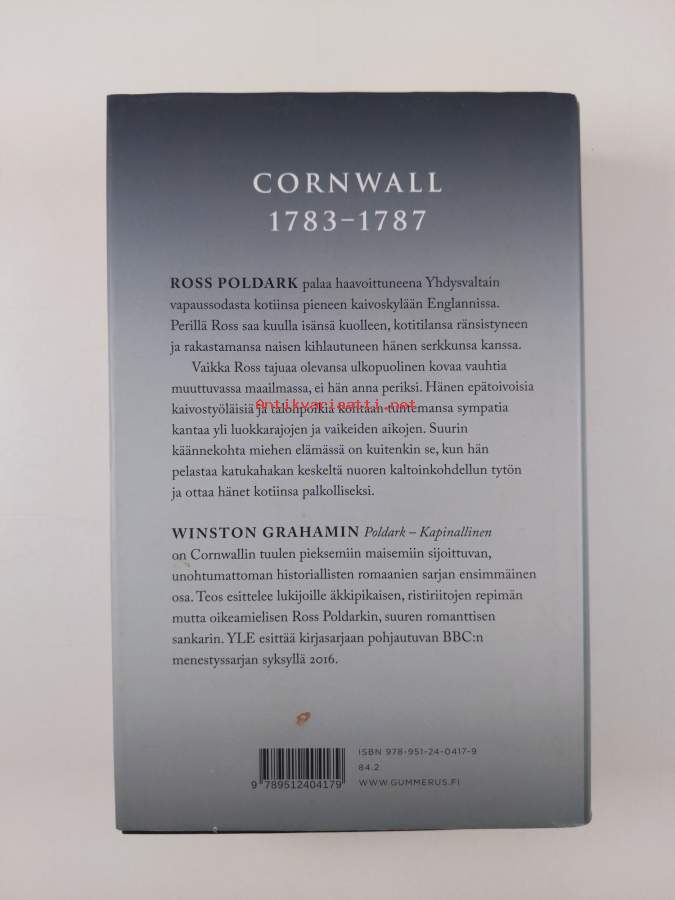 CORNWALL
1783–1787
ROSS POLDARK palaa haavoittuneena Yhdysvaltain
vapaussodasta kotiinsa pieneen kaivoskylään Englannissa.
Perillä Ross saa kuulla isänsä kuolleen, kotitilansa ränsistyneen
ja rakastamansa naisen kihlautuneen hänen serkkunsa kanssa.
Vaikka Ross tajuaa olevansa ulkopuolinen kovaa vauhtia
muuttuvassa maailmassa, ei hän anna periksi. Hänen epätoivoisia
Antikvariaatti.net
kaivostyöläisiä ja talonpoikia kohtaan tuntemansa sympatia
kantaa yli luokkarajojen ja vaikeiden aikojen. Suurin
käännekohta miehen elämässä on kuitenkin se, kun hän
pelastaa katukahakan keskeltä nuoren kaltoinkohdellun tytön
ja ottaa hänet kotiinsa palkolliseksi.
WINSTON GRAHAMIN Poldark – Kapinallinen
on Cornwallin tuulen pieksemiin maisemiin sijoittuvan,
unohtumattoman historiallisten romaanien sarjan ensimmäinen
osa. Teos esittelee lukijoille äkkipikaisen, ristiriitojen repimän
mutta oikeamielisen Ross Poldarkin, suuren romanttisen
sankarin. YLE esittää kirjasarjaan pohjautuvan BBC:n
menestyssarjan syksyllä 2016.
ISBN 978-951-24-0417-9
84.2
WWW.GUMMERUS.FI
9 789512 404179